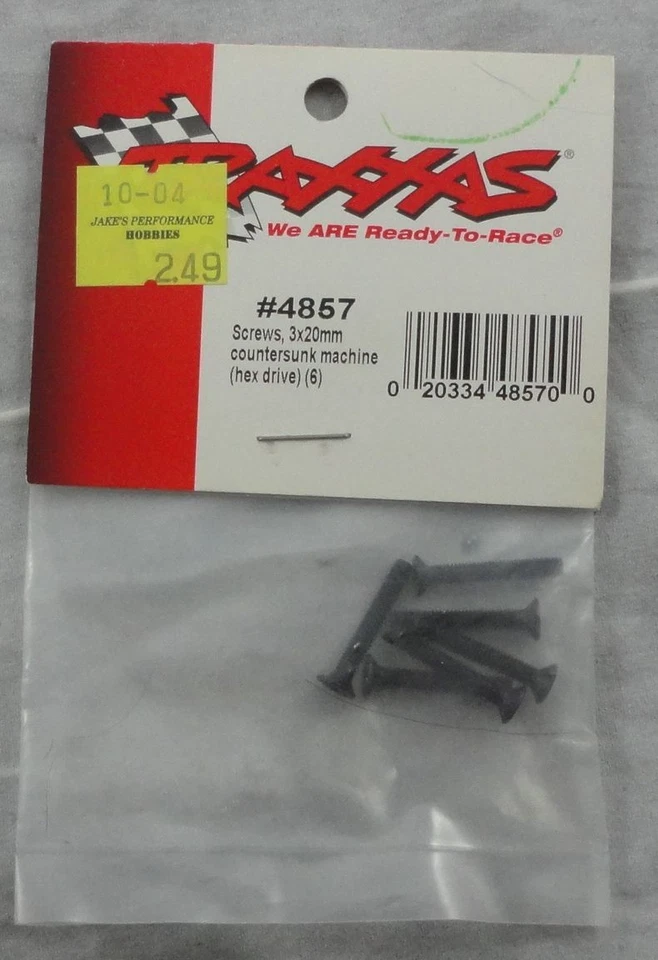 TRAXXAS®
We ARE Ready-To-Race®
10-04
JAKE'S PERFORMANCE
HOBBIES
2.49
#4857
Screws, 3x20mm
countersunk machine
(hex drive) (6)
0 20334 48570 0